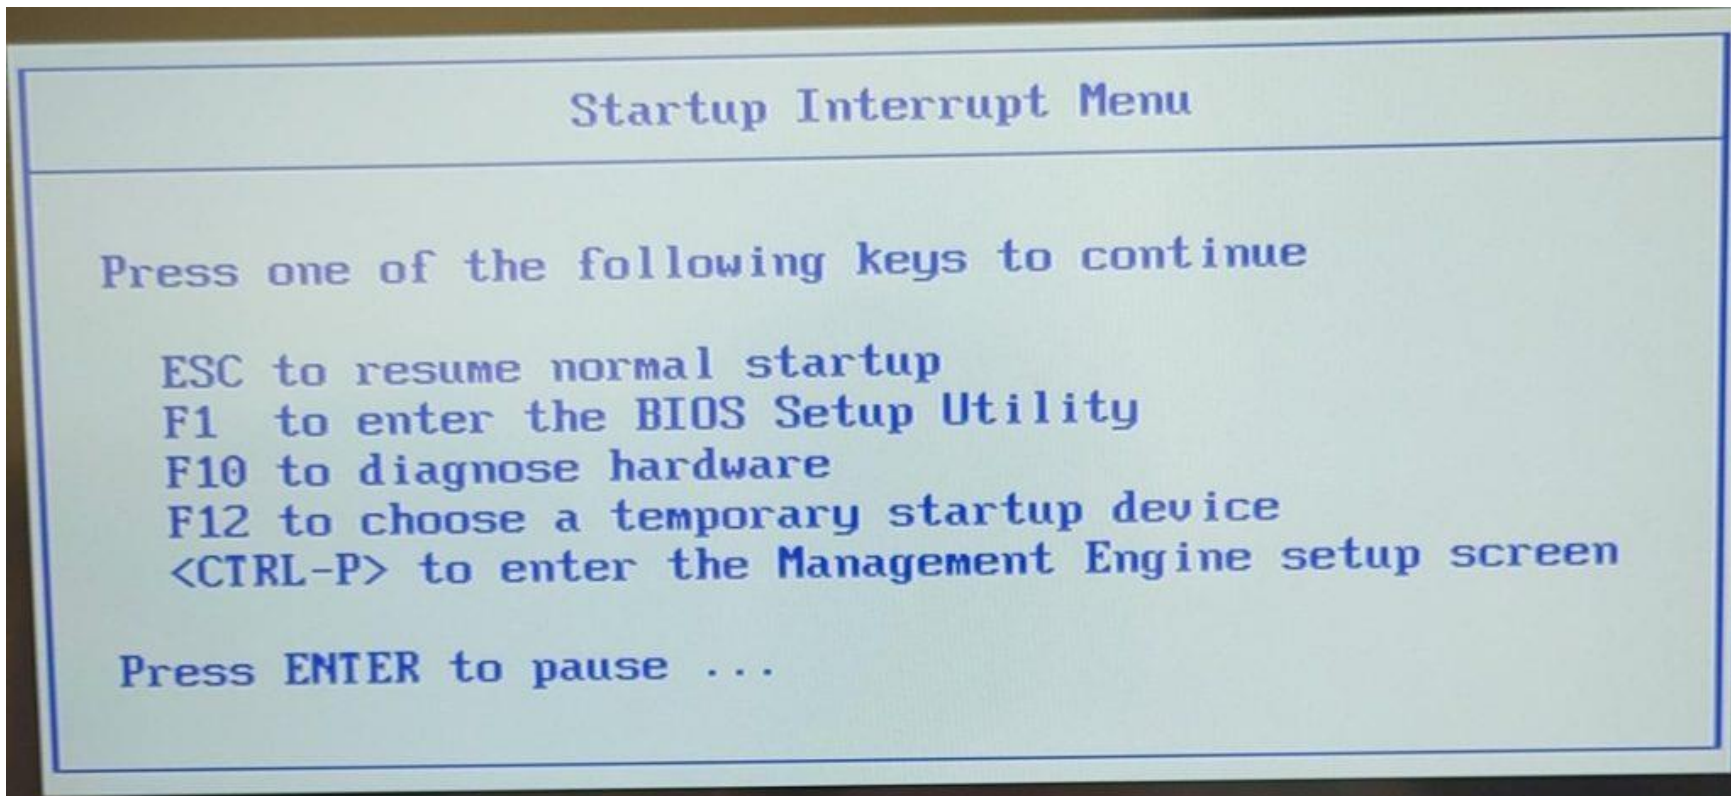 Startup Interrupt Menu
Press one of the following keys to continue
ESC to resume normal startup
F1 to enter the BIOS Setup Utility
F10 to diagnose hardware
F12 to choose a temporary startup device
<CTRL-P> to enter the Management Engine setup screen
Press ENTER to pause ...